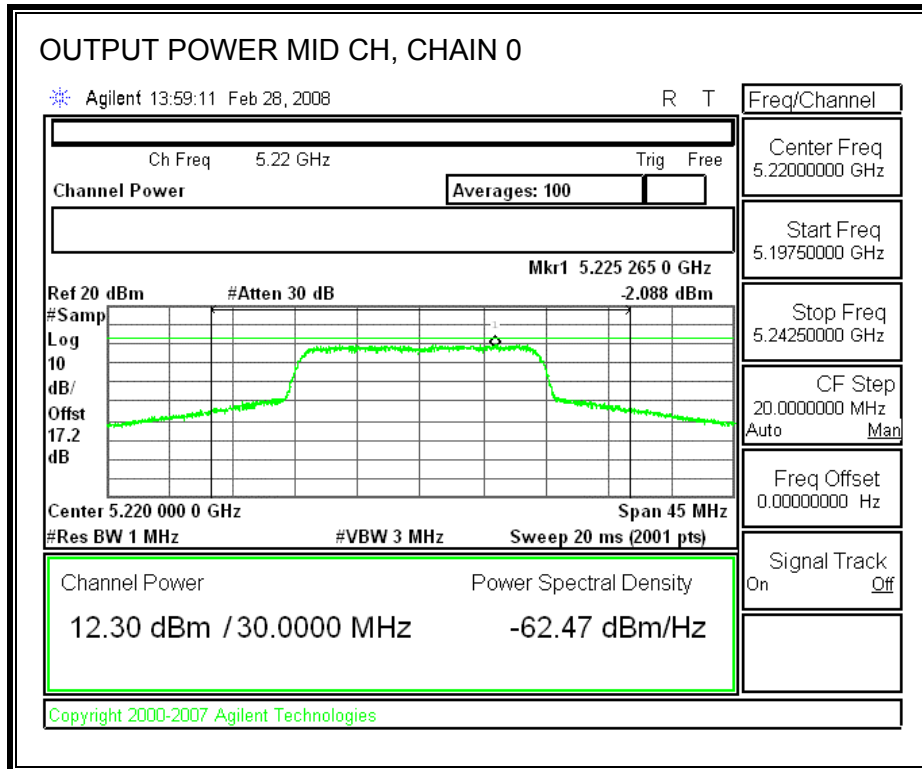 OUTPUT POWER MID CH, CHAIN 0
Agilent 13:59:11 Feb 28, 2008 R T
Freq/Channel
Ch Freq 5.22 GHz Trig Free
Channel Power Averages: 100
Mkr1 5.225 265 0 GHz
Ref 20 dBm #Atten 30 dB -2.088 dBm
#Samp
Log
10
dB/
Offst
17.2
dB
1
Center 5.220 000 0 GHz Span 45 MHz
#Res BW 1 MHz #VBW 3 MHz Sweep 20 ms (2001 pts)
Channel Power Power Spectral Density
12.30 dBm / 30.0000 MHz -62.47 dBm/Hz
Center Freq
5.22000000 GHz
Start Freq
5.19750000 GHz
Stop Freq
5.24250000 GHz
CF Step
20.0000000 MHz
Auto Man
Freq Offset
0.00000000 Hz
Signal Track
On Off
Copyright 2000-2007 Agilent Technologies